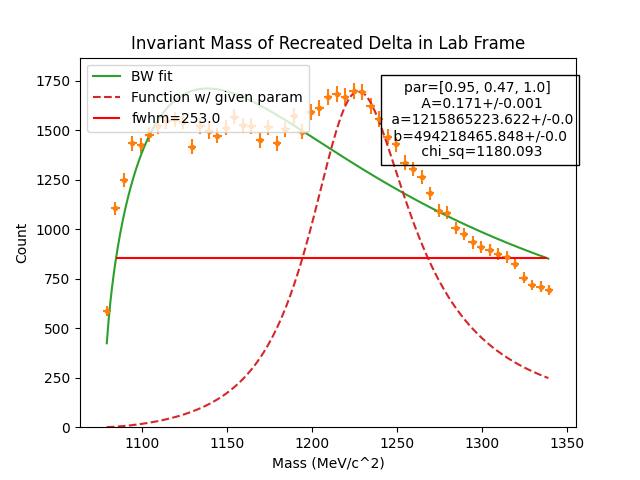 Invariant Mass of Recreated Delta in Lab Frame
BW fit
Function w/ given param
fwhm=253.0
par=[0.95, 0.47, 1.0]
A=0.171+/-0.001
a=1215865223.622+/-0.0
b=494218465.848+/-0.0
chi_sq=1180.093
Count
1750
1500
1250
1000
750
500
250
0
1100
1150
1200
1250
1300
1350
Mass (MeV/c^2)